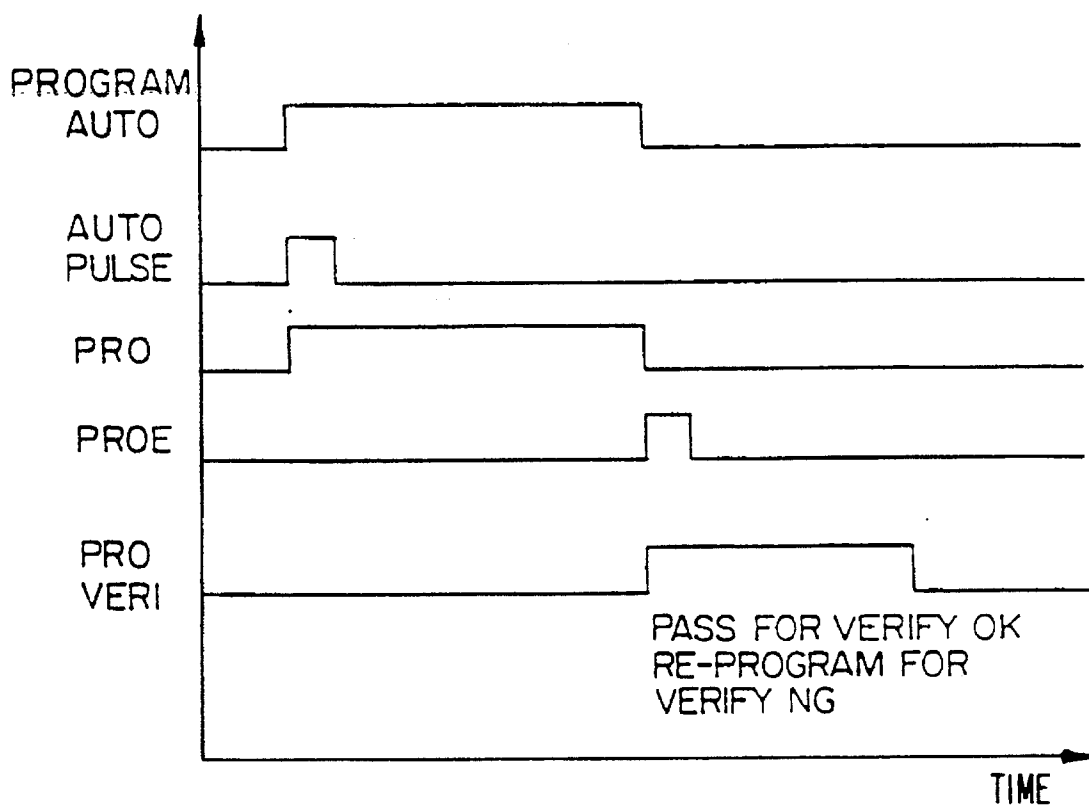 PROGRAM
AUTO
AUTO
PULSE
PRO
PROE
PRO
VERI
PASS FOR VERIFY OK
RE-PROGRAM FOR
VERIFY NG
TIME